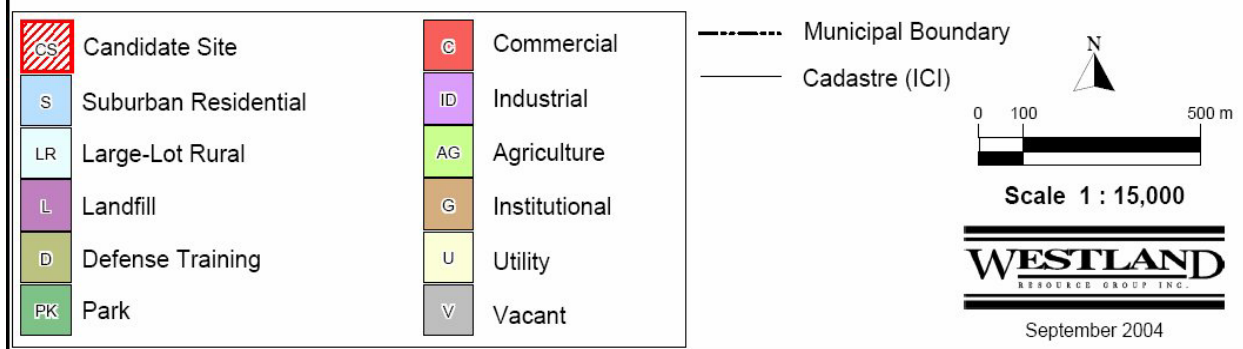 CS Candidate Site
S Suburban Residential
LR Large-Lot Rural
L Landfill
D Defense Training
PK Park
C Commercial
ID Industrial
AG Agriculture
G Institutional
U Utility
V Vacant
Municipal Boundary
Cadastre (ICI)
N
0 100 500 m
Scale 1 : 15,000
WESTLAND
RESOURCE GROUP INC.
September 2004